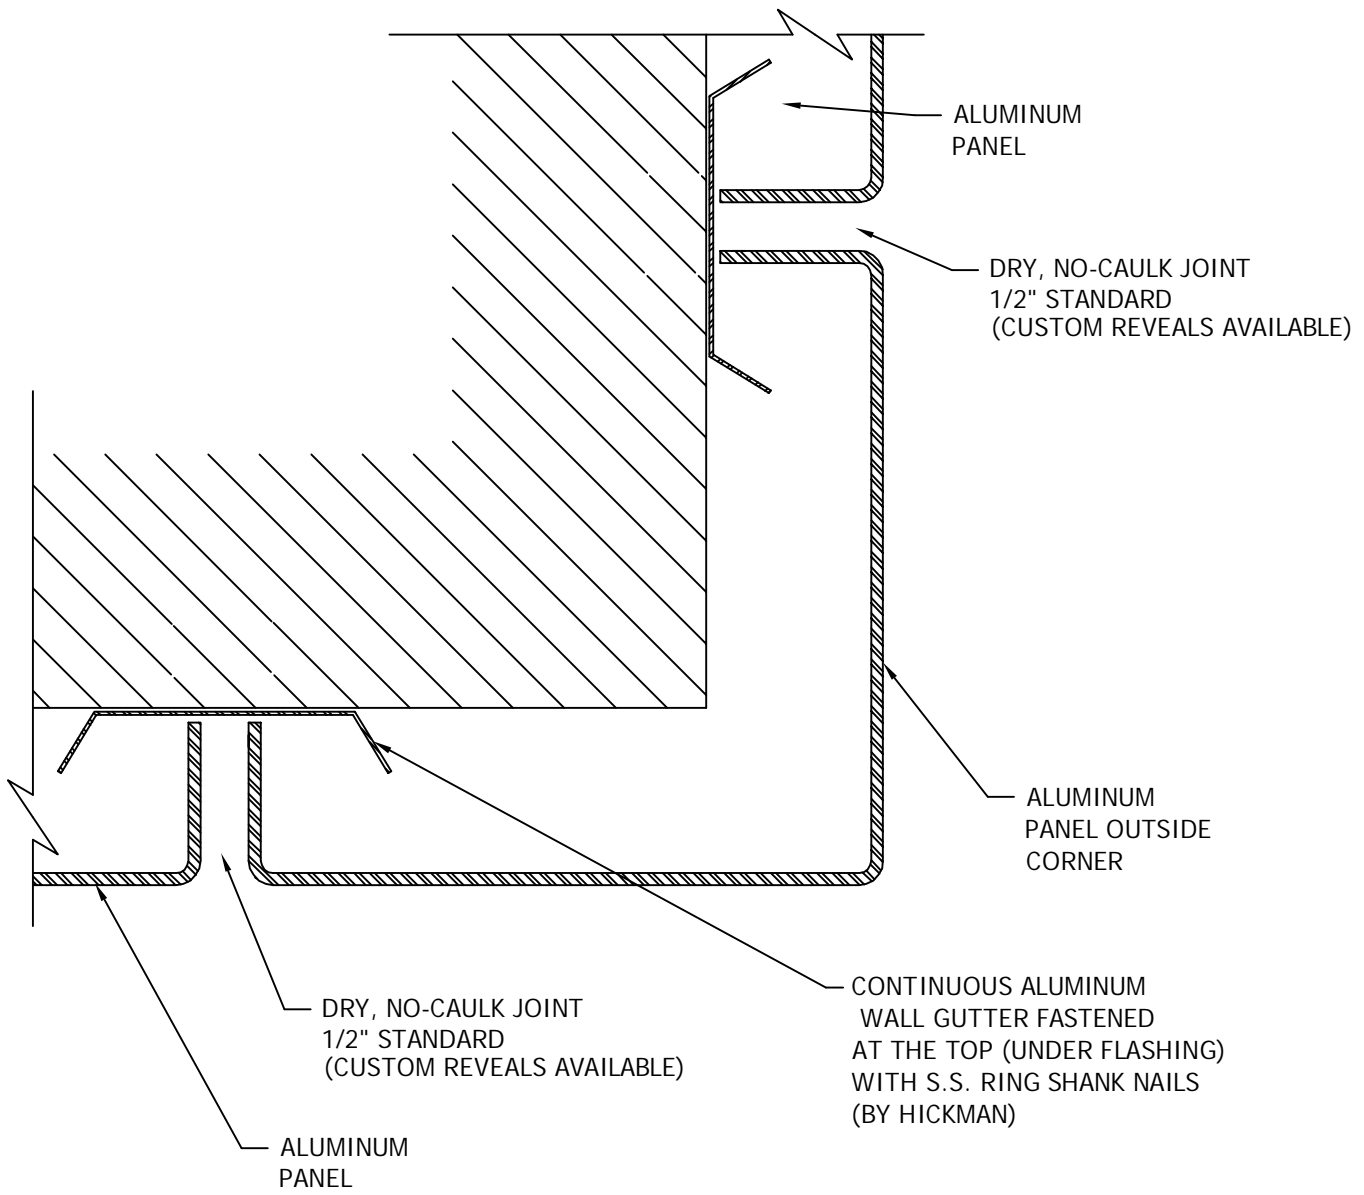 ALUMINUM
PANEL
DRY, NO-CAULK JOINT
1/2" STANDARD
(CUSTOM REVEALS AVAILABLE)
ALUMINUM
PANEL OUTSIDE
CORNER
CONTINUOUS ALUMINUM
WALL GUTTER FASTENED
AT THE TOP (UNDER FLASHING)
WITH S.S. RING SHANK NAILS
(BY HICKMAN)
DRY, NO-CAULK JOINT
1/2" STANDARD
(CUSTOM REVEALS AVAILABLE)
ALUMINUM
PANEL